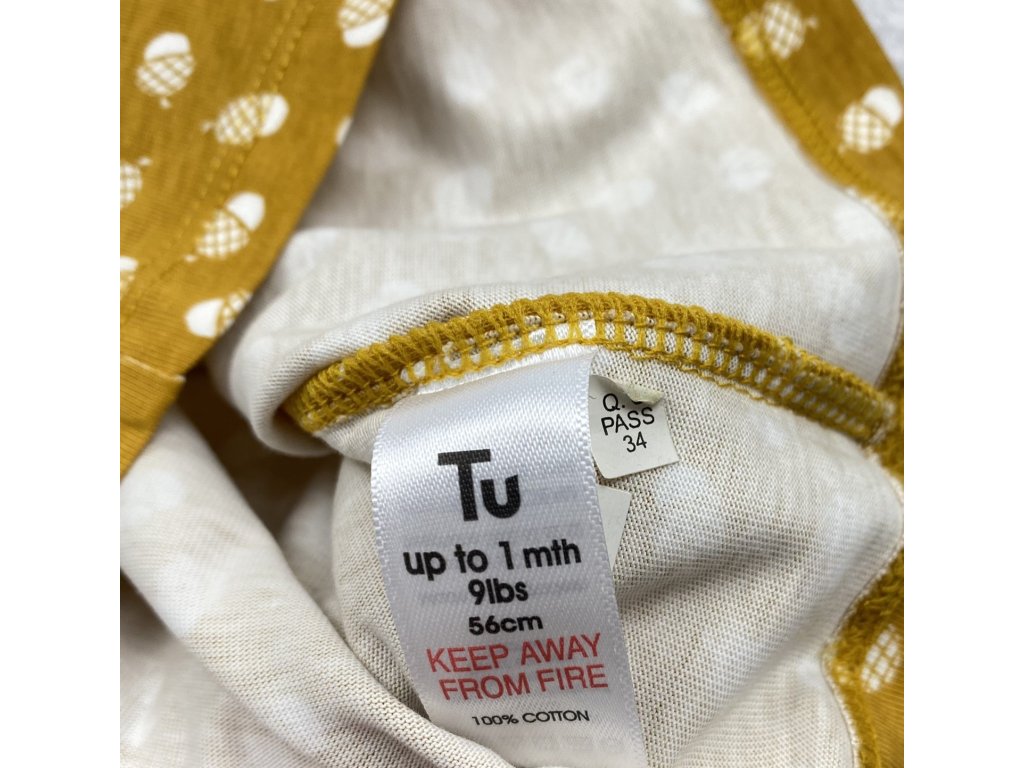 Tu
up to 1 mth
9lbs
56cm
KEEP AWAY
FROM FIRE
100% COTTON
Q.
PASS
34